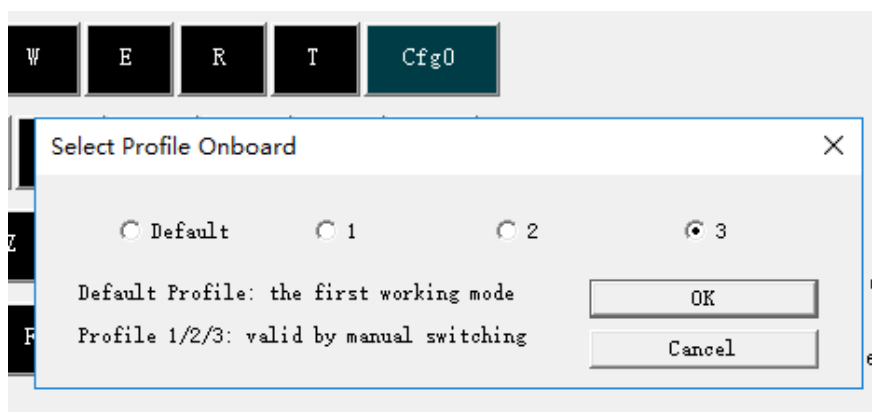 W E R T Cfg0
Select Profile Onboard
Default 1 2 3
Default Profile: the first working mode
OK
Profile 1/2/3: valid by manual switching
Cancel